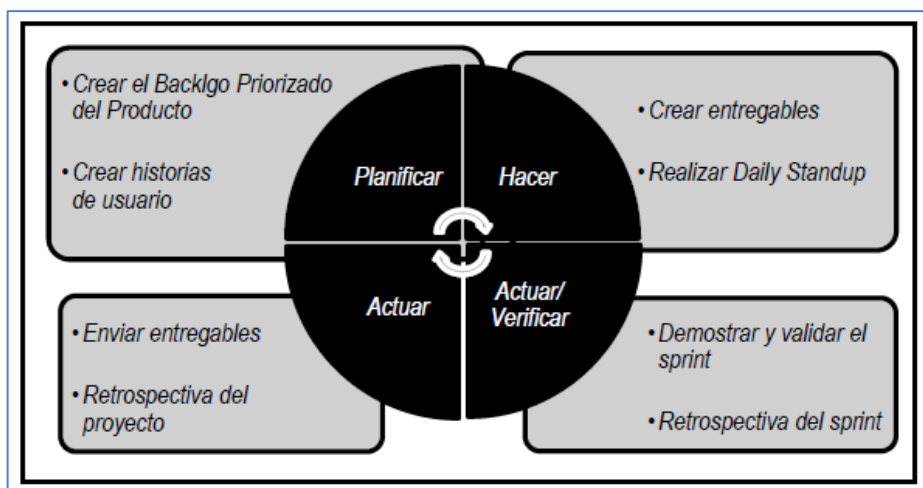 • Crear el Backlgo Priorizado
del Producto
• Crear historias
de usuario
Planificar
Hacer
• Crear entregables
• Realizar Daily Standup
• Enviar entregables
• Retrospectiva del
proyecto
Actuar
Actuar/
Verificar
• Demostrar y validar el
sprint
• Retrospectiva del sprint